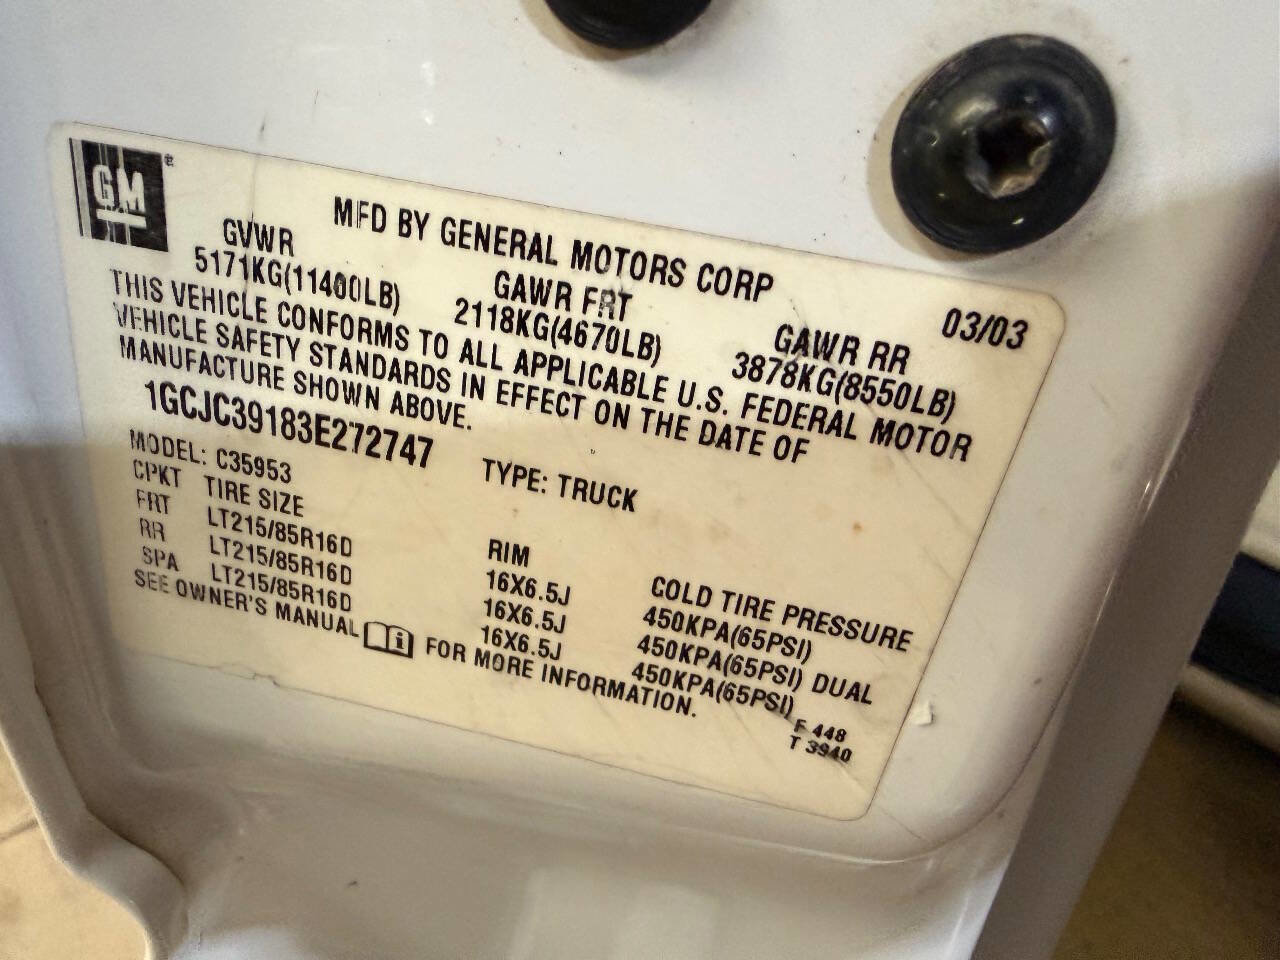 GM
MFD BY GENERAL MOTORS CORP
03/03
GVWR GAWR FRT GAWR RR
5171KG(11400LB) 2118KG(4670LB) 3878KG(8550LB)
THIS VEHICLE CONFORMS TO ALL APPLICABLE U.S. FEDERAL MOTOR
VEHICLE SAFETY STANDARDS IN EFFECT ON THE DATE OF
MANUFACTURE SHOWN ABOVE.
1GCJC39183E272747 TYPE: TRUCK
MODEL: C35953
CPKT TIRE SIZE RIM COLD TIRE PRESSURE
FRT LT215/85R16D 16X6.5J 450KPA(65PSI)
RR LT215/85R16D 16X6.5J 450KPA(65PSI) DUAL
SPA LT215/85R16D 16X6.5J 450KPA(65PSI)
SEE OWNER'S MANUAL FOR MORE INFORMATION.
F 448
T 3940